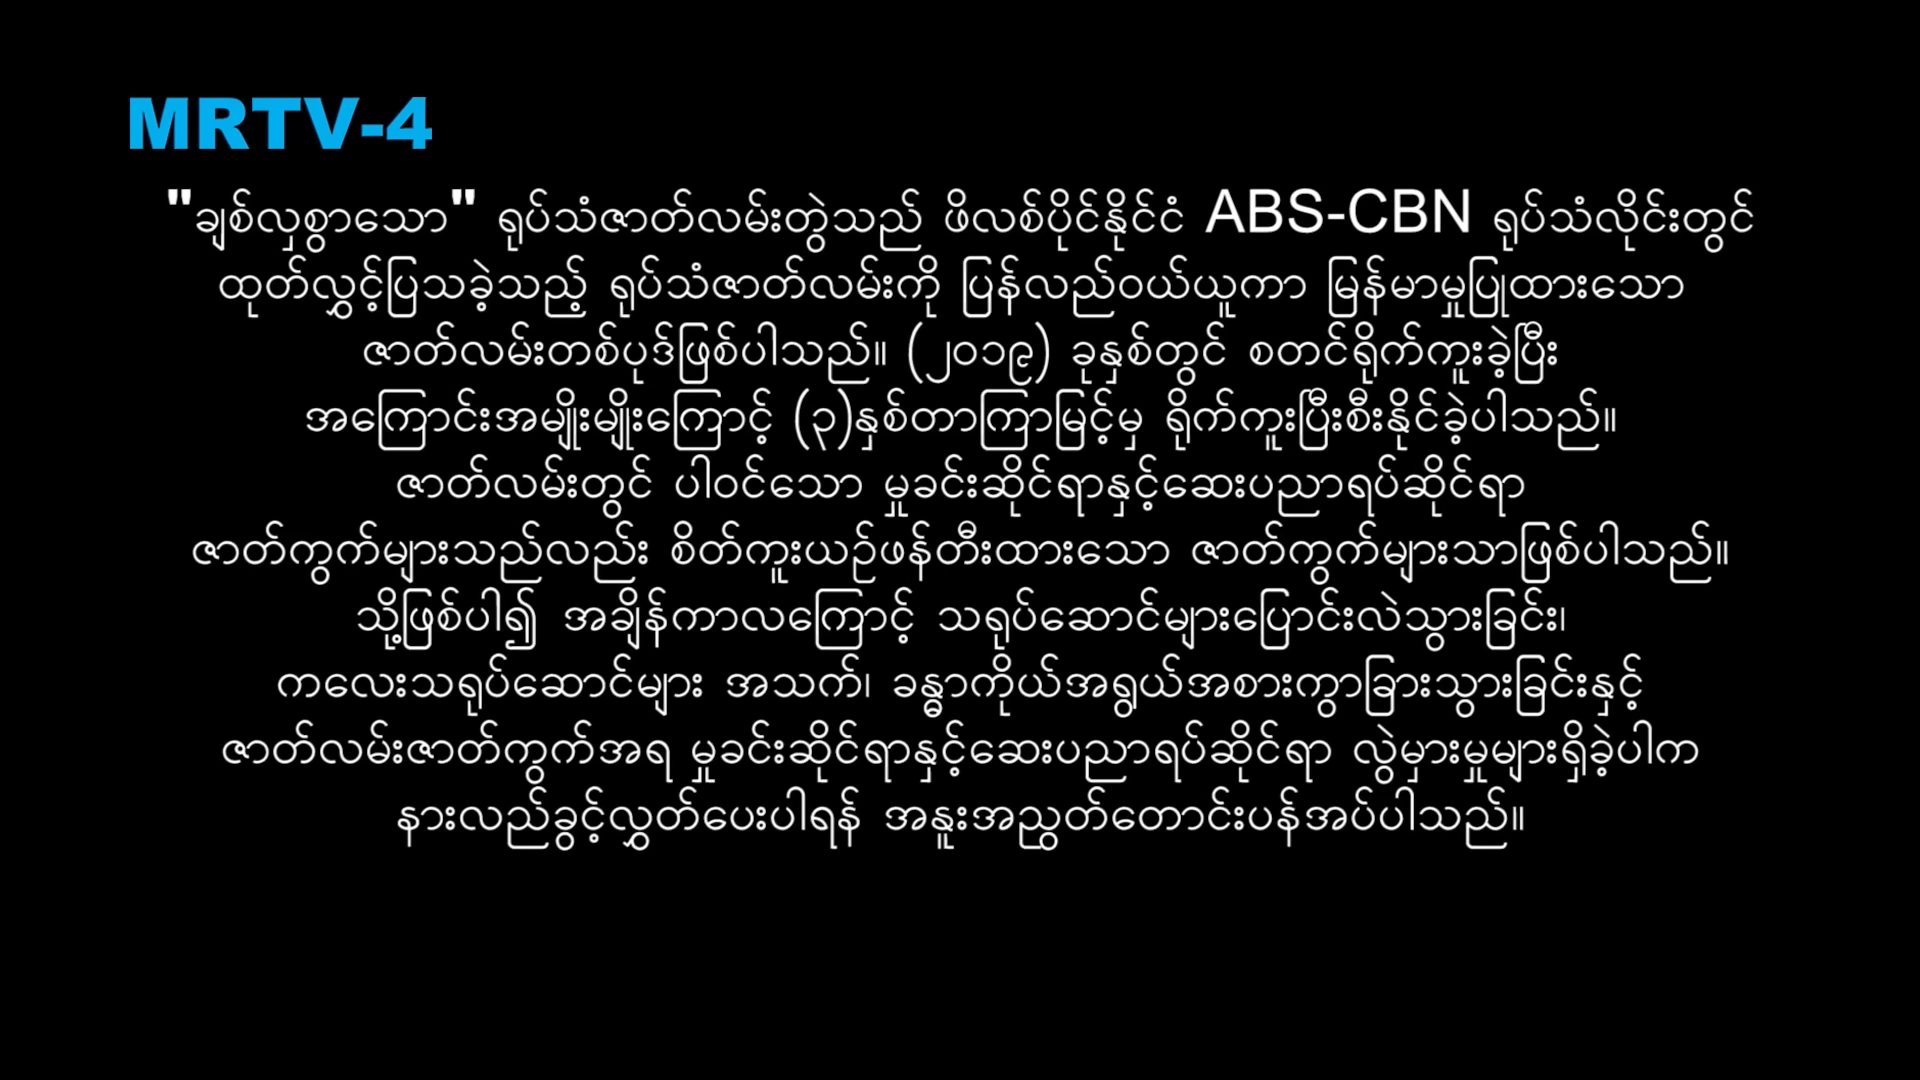 MRTV-4
"ချစ်လှစွာသော" ရုပ်သံဇာတ်လမ်းတွဲသည် ဖိလစ်ပိုင်နိုင်ငံ ABS-CBN ရုပ်သံလိုင်းတွင်
ထုတ်လွှင့်ပြသခဲ့သည့် ရုပ်သံဇာတ်လမ်းကို ပြန်လည်ဝယ်ယူကာ မြန်မာမှုပြုထားသော
ဇာတ်လမ်းတစ်ပုဒ်ဖြစ်ပါသည်။ (၂၀၁၉) ခုနှစ်တွင် စတင်ရိုက်ကူးခဲ့ပြီး
အကြောင်းအမျိုးမျိုးကြောင့် (၃)နှစ်တာကြာမြင့်မှ ရိုက်ကူးပြီးစီးနိုင်ခဲ့ပါသည်။
ဇာတ်လမ်းတွင် ပါဝင်သော မှုခင်းဆိုင်ရာနှင့်ဆေးပညာရပ်ဆိုင်ရာ
ဇာတ်ကွက်များသည်လည်း စိတ်ကူးယဉ်ဖန်တီးထားသော ဇာတ်ကွက်များသာဖြစ်ပါသည်။
သို့ဖြစ်ပါ၍ အချိန်ကာလကြောင့် သရုပ်ဆောင်များပြောင်းလဲသွားခြင်း၊
ကလေးသရုပ်ဆောင်များ အသက်၊ ခန္ဓာကိုယ်အရွယ်အစားကွာခြားသွားခြင်းနှင့်
ဇာတ်လမ်းဇာတ်ကွက်အရ မှုခင်းဆိုင်ရာနှင့်ဆေးပညာရပ်ဆိုင်ရာ လွဲမှားမှုများရှိခဲ့ပါက
နားလည်ခွင့်လွှတ်ပေးပါရန် အနူးအညွတ်တောင်းပန်အပ်ပါသည်။